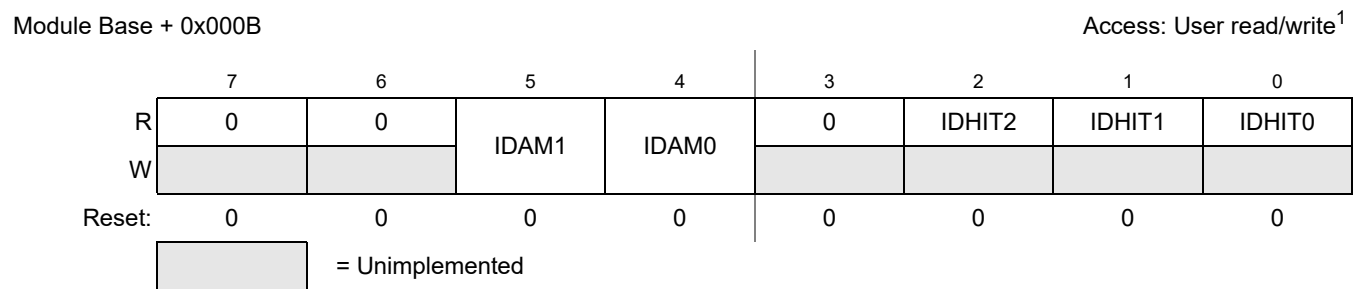 Module Base + 0x000B Access: User read/write1
7 6 5 4 3 2 1 0
R 0 0 IDAM1 IDAM0 0 IDHIT2 IDHIT1 IDHIT0
W
Reset: 0 0 0 0 0 0 0 0
= Unimplemented